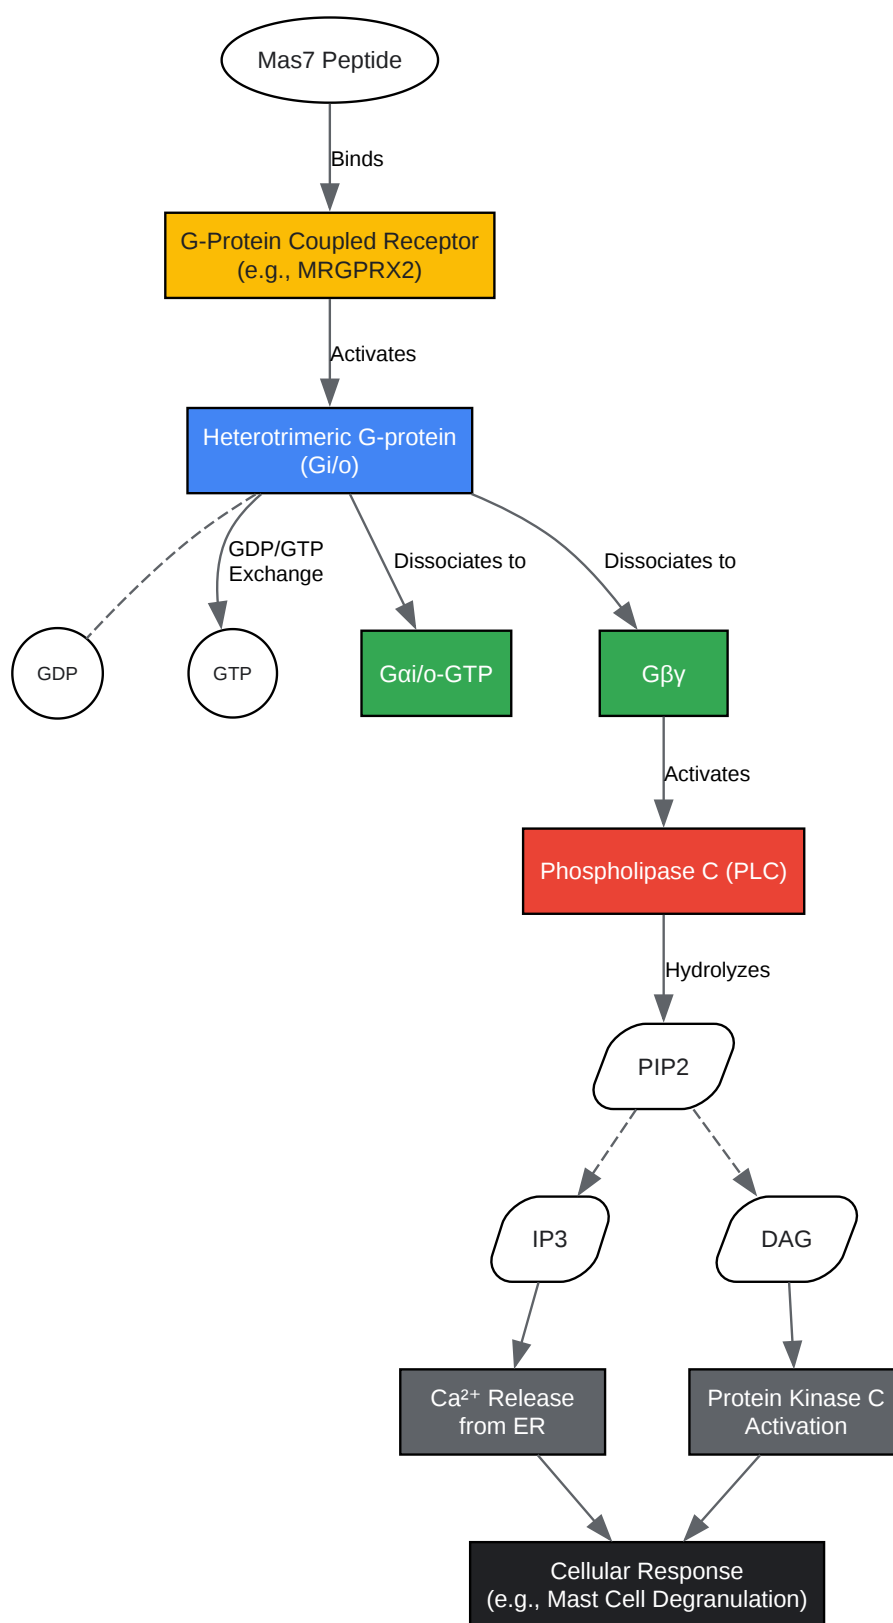 Mas7 Peptide
Binds
G-Protein Coupled Receptor
(e.g., MRGPRX2)
Activates
Heterotrimeric G-protein
(Gi/o)
GDP/GTP
Exchange
Dissociates to
Dissociates to
GDP
GTP
Gαi/o-GTP
Gβγ
Activates
Phospholipase C (PLC)
Hydrolyzes
PIP2
IP3
DAG
Ca²⁺ Release
from ER
Protein Kinase C
Activation
Cellular Response
(e.g., Mast Cell Degranulation)